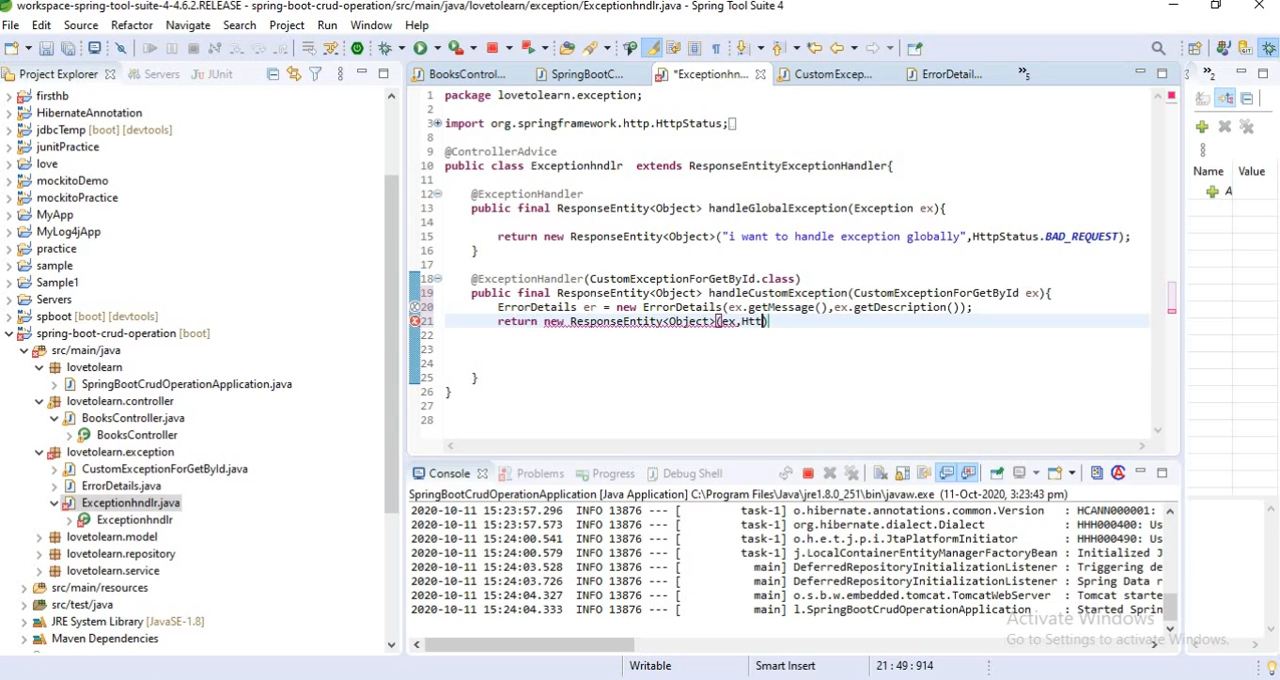 workspace-spring-tool-suite-4-4.6.2.RELEASE - spring-boot-crud-operation/src/main/java/lovetolearn/exception/Exceptionhndlr.java - Spring Tool Suite 4
File Edit Source Refactor Navigate Search Project Run Window Help
Project Explorer Servers JUnit
firsthb
HibernateAnnotation
jdbcTemp [boot] [devtools]
junitPractice
love
mockitoDemo
mockitoPractice
MyApp
MyLog4jApp
practice
sample
Sample1
Servers
spboot [boot] [devtools]
spring-boot-crud-operation [boot]
src/main/java
lovetolearn
SpringBootCrudOperationApplication.java
lovetolearn.controller
BooksController.java
BooksController
lovetolearn.exception
CustomExceptionForGetById.java
ErrorDetails.java
Exceptionhndlr.java
Exceptionhndlr
lovetolearn.model
lovetolearn.repository
lovetolearn.service
src/main/resources
src/test/java
JRE System Library [JavaSE-1.8]
Maven Dependencies
BooksControl... SpringBootC... *Exceptionhn... CustomExcep... ErrorDetail... »5
1 package lovetolearn.exception;
2
3 import org.springframework.http.HttpStatus;
8
9 @ControllerAdvice
10 public class Exceptionhndlr  extends ResponseEntityExceptionHandler{
11
12 @ExceptionHandler
13 public final ResponseEntity<Object> handleGlobalException(Exception ex){
14
15 return new ResponseEntity<Object>("i want to handle exception globally",HttpStatus.BAD_REQUEST);
16 }
17
18 @ExceptionHandler(CustomExceptionForGetById.class)
19 public final ResponseEntity<Object> handleCustomException(CustomExceptionForGetById ex){
20 ErrorDetails er = new ErrorDetails(ex.getMessage(),ex.getDescription());
21 return new ResponseEntity<Object>(ex,Htt)
22
23
24
25 }
26 }
27
28
»2
Name Value
A
Console Problems Progress Debug Shell
SpringBootCrudOperationApplication [Java Application] C:\Program Files\Java\jre1.8.0_251\bin\javaw.exe (11-Oct-2020, 3:23:43 pm)
2020-10-11 15:23:57.296  INFO 13876 --- [ task-1] o.hibernate.annotations.common.Version : HCANN000001:
2020-10-11 15:23:57.573  INFO 13876 --- [ task-1] org.hibernate.dialect.Dialect : HHH000400: Us
2020-10-11 15:24:00.541  INFO 13876 --- [ task-1] o.h.e.t.j.p.i.JtaPlatformInitiator : HHH000490: Us
2020-10-11 15:24:00.579  INFO 13876 --- [ task-1] j.LocalContainerEntityManagerFactoryBean : Initialized J
2020-10-11 15:24:03.528  INFO 13876 --- [ main] DeferredRepositoryInitializationListener : Triggering de
2020-10-11 15:24:03.726  INFO 13876 --- [ main] DeferredRepositoryInitializationListener : Spring Data r
2020-10-11 15:24:04.327  INFO 13876 --- [ main] o.s.b.w.embedded.tomcat.TomcatWebServer : Tomcat starte
2020-10-11 15:24:04.333  INFO 13876 --- [ main] l.SpringBootCrudOperationApplication : Started Sprin
Activate Windows
Go to Settings to activate Windows.
Writable Smart Insert 21 : 49 : 914